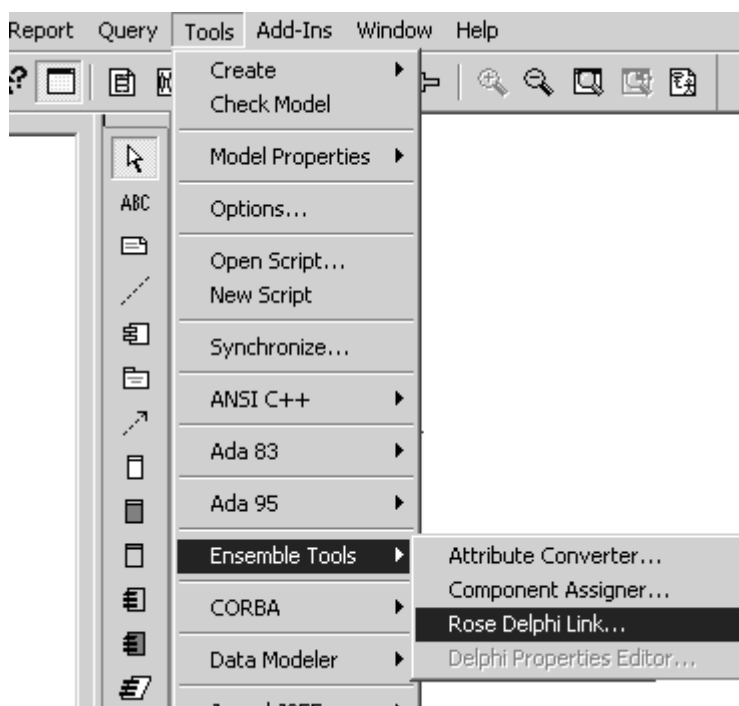 Report Query Tools Add-Ins Window Help
Create
Check Model
Model Properties
ABC
Options...
Open Script...
New Script
Synchronize...
ANSI C++
Ada 83
Ada 95
Ensemble Tools
Attribute Converter...
Component Assigner...
CORBA
Rose Delphi Link...
Data Modeler
Delphi Properties Editor...